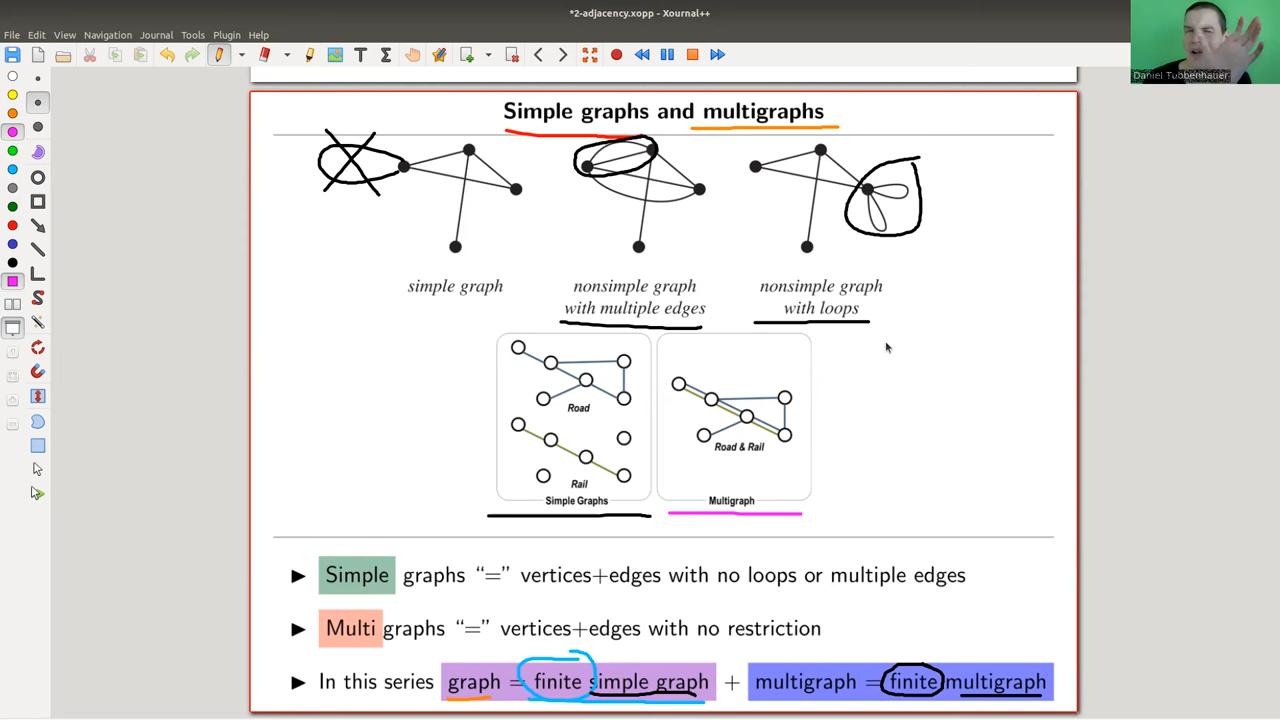 *2-adjacency.xopp - Xournal++
File Edit View Navigation Journal Tools Plugin Help
Daniel Tubbenhauer
Simple graphs and multigraphs
simple graph
nonsimple graph
with multiple edges
nonsimple graph
with loops
Road
Rail
Simple Graphs
Road & Rail
Multigraph
▶ Simple graphs “=” vertices+edges with no loops or multiple edges
▶ Multi graphs “=” vertices+edges with no restriction
▶ In this series graph = finite simple graph + multigraph = finite multigraph